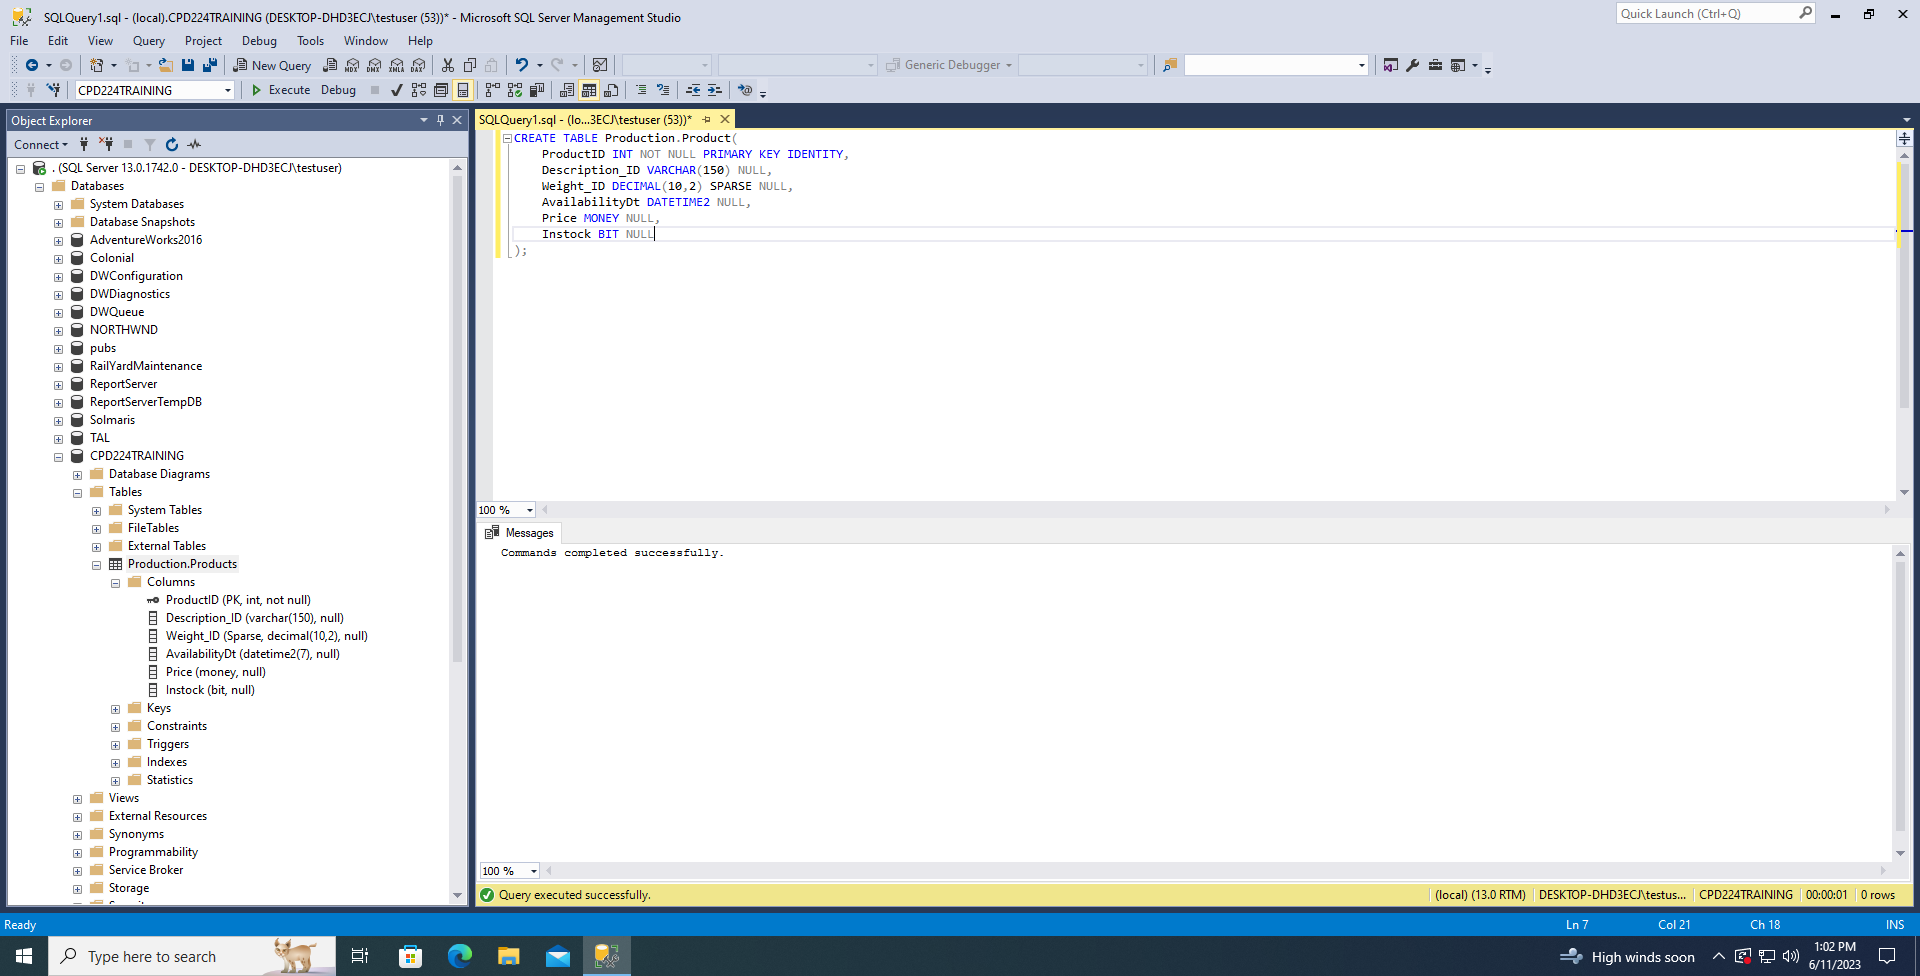 SQLQuery1.sql - (local).CPD224TRAINING (DESKTOP-DHD3ECJ\testuser (53))* - Microsoft SQL Server Management Studio
Quick Launch (Ctrl+Q)
File Edit View Query Project Debug Tools Window Help
New Query
MDX DMX XMLA DAX
Generic Debugger
CPD224TRAINING
Execute Debug
Object Explorer
SQLQuery1.sql - (lo...3ECJ\testuser (53))*
Connect
CREATE TABLE Production.Product(
ProductID INT NOT NULL PRIMARY KEY IDENTITY,
Description_ID VARCHAR(150) NULL,
Weight_ID DECIMAL(10,2) SPARSE NULL,
AvailabilityDt DATETIME2 NULL,
Price MONEY NULL,
Instock BIT NULL
);
. (SQL Server 13.0.1742.0 - DESKTOP-DHD3ECJ\testuser)
Databases
System Databases
Database Snapshots
AdventureWorks2016
Colonial
DWConfiguration
DWDiagnostics
DWQueue
NORTHWND
pubs
RailYardMaintenance
ReportServer
ReportServerTempDB
Solmaris
TAL
CPD224TRAINING
Database Diagrams
Tables
System Tables
FileTables
External Tables
Production.Products
Columns
ProductID (PK, int, not null)
Description_ID (varchar(150), null)
Weight_ID (Sparse, decimal(10,2), null)
AvailabilityDt (datetime2(7), null)
Price (money, null)
Instock (bit, null)
Keys
Constraints
Triggers
Indexes
Statistics
Views
External Resources
Synonyms
Programmability
Service Broker
Storage
100 %
Messages
Commands completed successfully.
100 %
Query executed successfully.
(local) (13.0 RTM) DESKTOP-DHD3ECJ\testus... CPD224TRAINING 00:00:01 0 rows
Ready
Ln 7 Col 21 Ch 18 INS
Type here to search
High winds soon
1:02 PM
6/11/2023